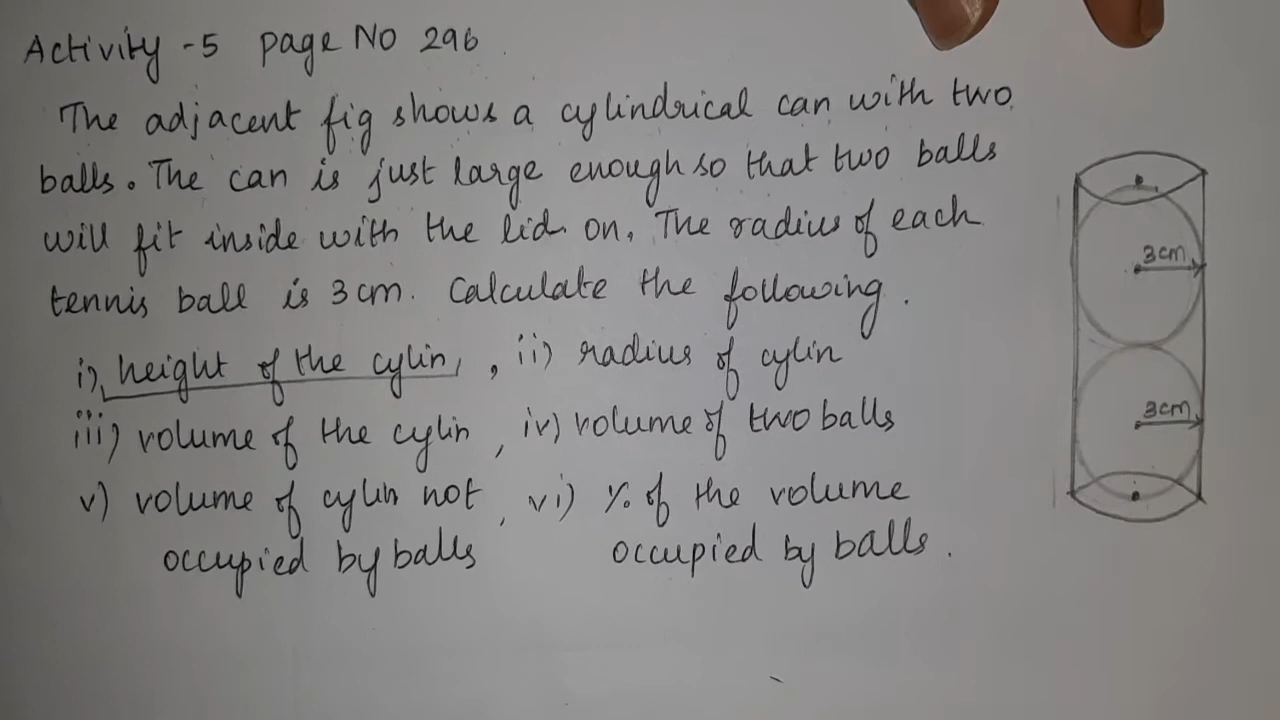 Activity -5 page No 296
The adjacent fig shows a cylindrical can with two
balls. The can is just large enough so that two balls
will fit inside with the lid on. The radius of each
tennis ball is 3 cm. Calculate the following.
i) height of the cylin, ii) radius of cylin
iii) volume of the cylin, iv) volume of two balls
v) volume of cylin not, vi) % of the volume
occupied by balls occupied by balls.
3cm
3cm